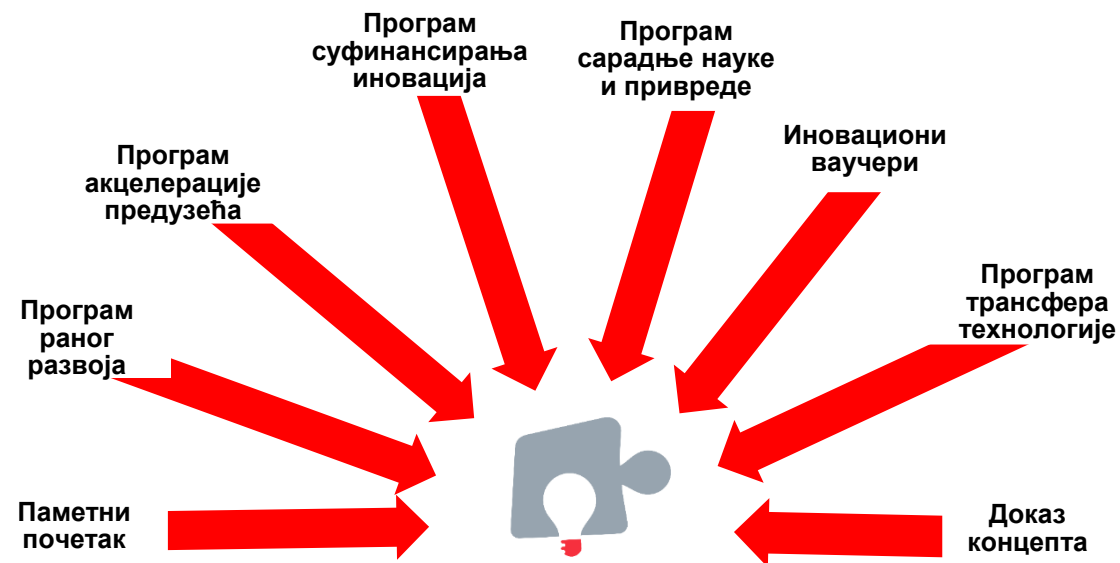 Програм
суфинансирања
иновација
Програм
сарадње науке
и привреде
Иновациони
ваучери
Програм
акцелерације
предузећа
Програм
трансфера
технологије
Програм
раног
развоја
Паметни
почетак
Доказ
концепта